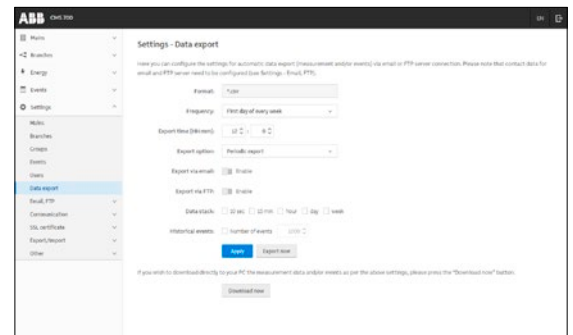 ABB CMS-700
EN
Mains
Branches
Energy
Events
Settings
Mains
Branches
Groups
Events
Users
Data export
Email, FTP
Communication
SSL certificate
Export/Import
Other
Settings - Data export
Here you can configure the settings for automatic data export (measurement and/or events) via email or FTP server connection. Please note that contact data for
email and FTP server need to be configured (see Settings - Email, FTP).
Format: *.csv
Frequency: First day of every week
Export time (HH:mm): 10 : 0
Export option: Periodic export
Export via email: Enable
Export via FTP: Enable
Data stack: 10 sec 10 min hour day week
Historical events: Number of events 1000
Apply Export now
If you wish to download directly to your PC the measurement data and/or events as per the above settings, please press the "Download now" button.
Download now